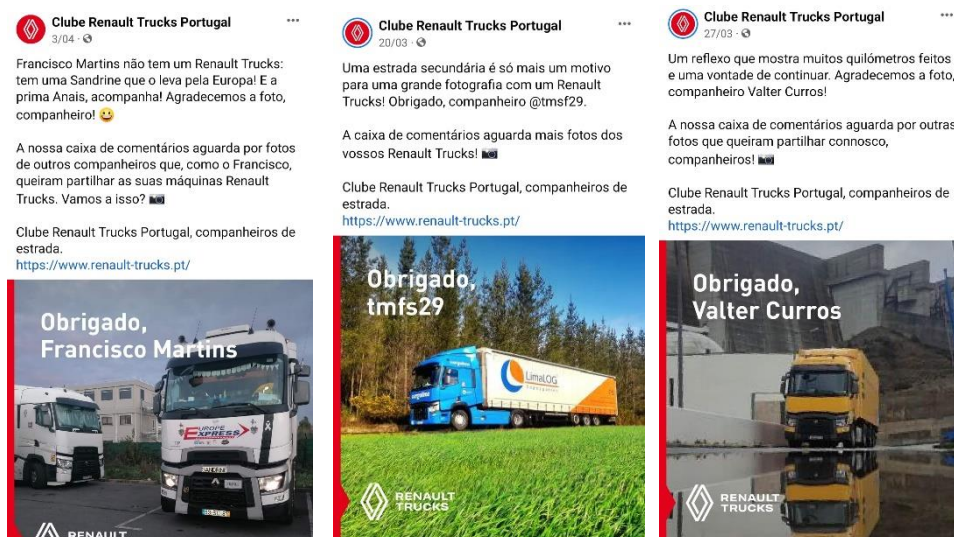 Clube Renault Trucks Portugal
3/04
Francisco Martins não tem um Renault Trucks:
tem uma Sandrine que o leva pela Europa! E a
prima Anais, acompanha! Agradecemos a foto,
companheiro! 😀
A nossa caixa de comentários aguarda por fotos
de outros companheiros que, como o Francisco,
queiram partilhar as suas máquinas Renault
Trucks. Vamos a isso? 📷
Clube Renault Trucks Portugal, companheiros de
estrada.
https://www.renault-trucks.pt/
Obrigado,
Francisco Martins
EUROPE
EXPRESS
RENAULT
Clube Renault Trucks Portugal
20/03
Uma estrada secundária é só mais um motivo
para uma grande fotografia com um Renault
Trucks! Obrigado, companheiro @tmsf29.
A caixa de comentários aguarda mais fotos dos
vossos Renault Trucks! 📷
Clube Renault Trucks Portugal, companheiros de
estrada.
https://www.renault-trucks.pt/
Obrigado,
tmfs29
LimaLOG
RENAULT
TRUCKS
Clube Renault Trucks Portugal
27/03
Um reflexo que mostra muitos quilómetros feitos
e uma vontade de continuar. Agradecemos a foto,
companheiro Valter Curros!
A nossa caixa de comentários aguarda por outras
fotos que queiram partilhar connosco,
companheiros! 📷
Clube Renault Trucks Portugal, companheiros de
estrada.
https://www.renault-trucks.pt/
Obrigado,
Valter Curros
RENAULT
TRUCKS